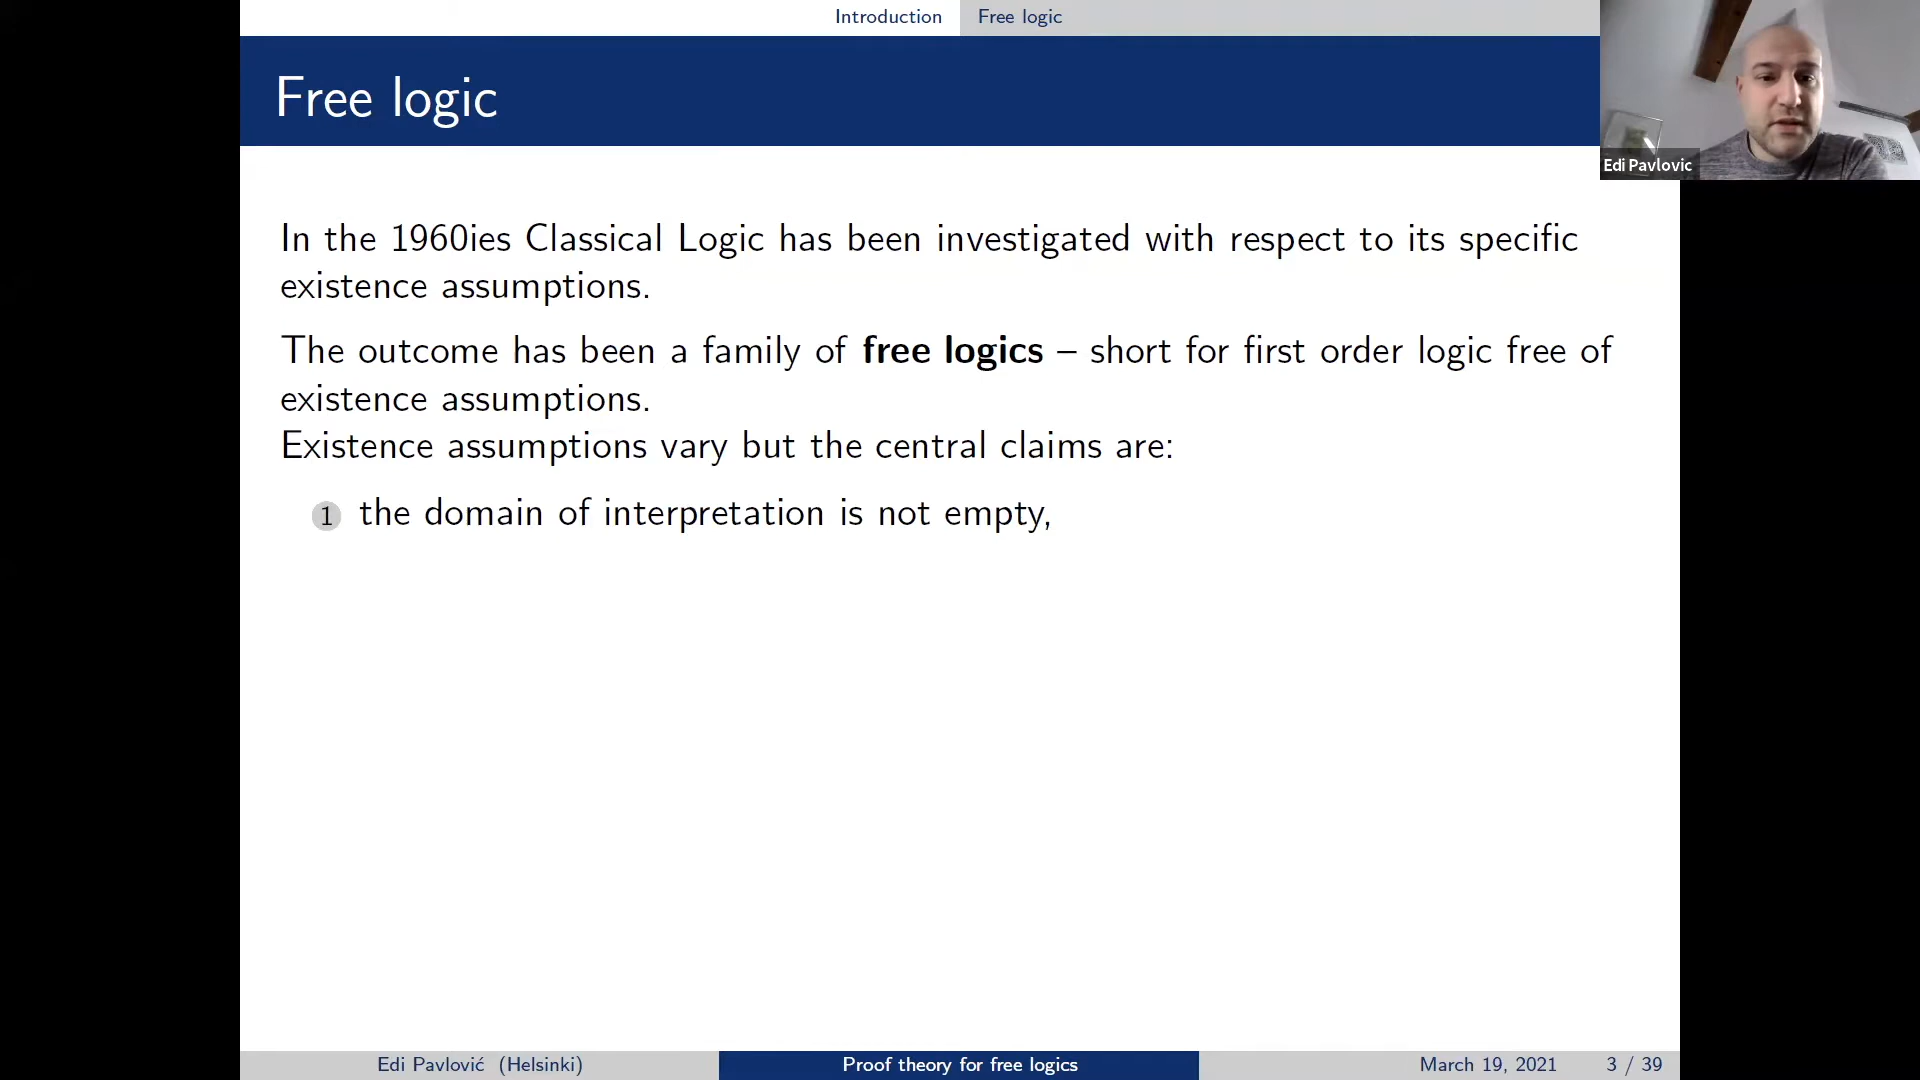 Introduction Free logic
Free logic
Edi Pavlovic
In the 1960ies Classical Logic has been investigated with respect to its specific
existence assumptions.
The outcome has been a family of free logics – short for first order logic free of
existence assumptions.
Existence assumptions vary but the central claims are:
1 the domain of interpretation is not empty,
Edi Pavlović (Helsinki) Proof theory for free logics March 19, 2021 3 / 39